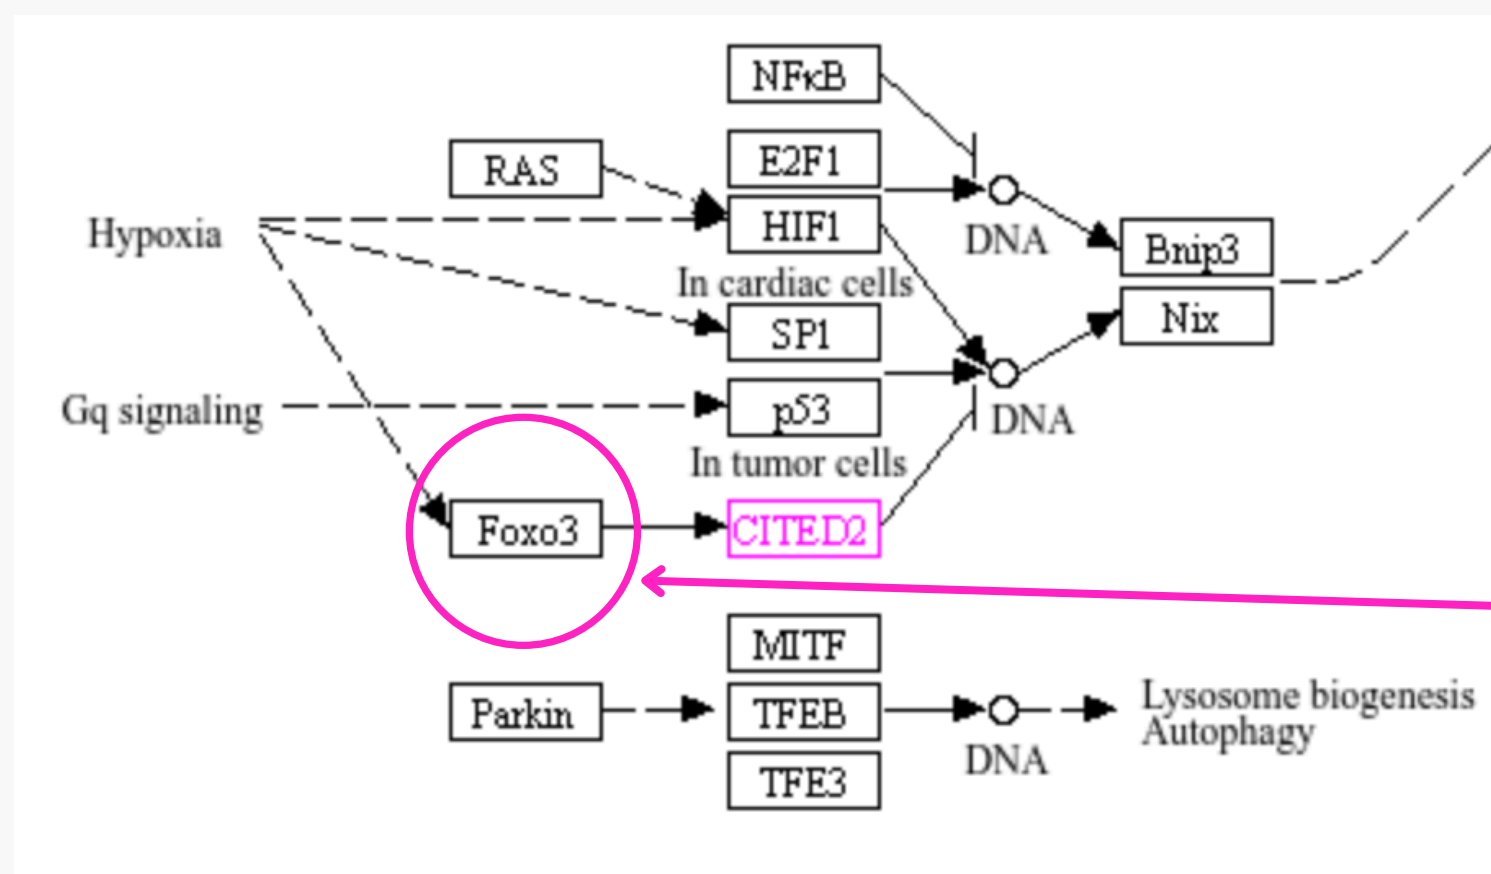 NFκB
E2F1
RAS
HIF1
Hypoxia
DNA
Bnip3
In cardiac cells
SP1
Nix
Gq signaling
p53
DNA
In tumor cells
Foxo3
CITED2
MITF
Parkin
TFEB
Lysosome biogenesis
Autophagy
DNA
TFE3